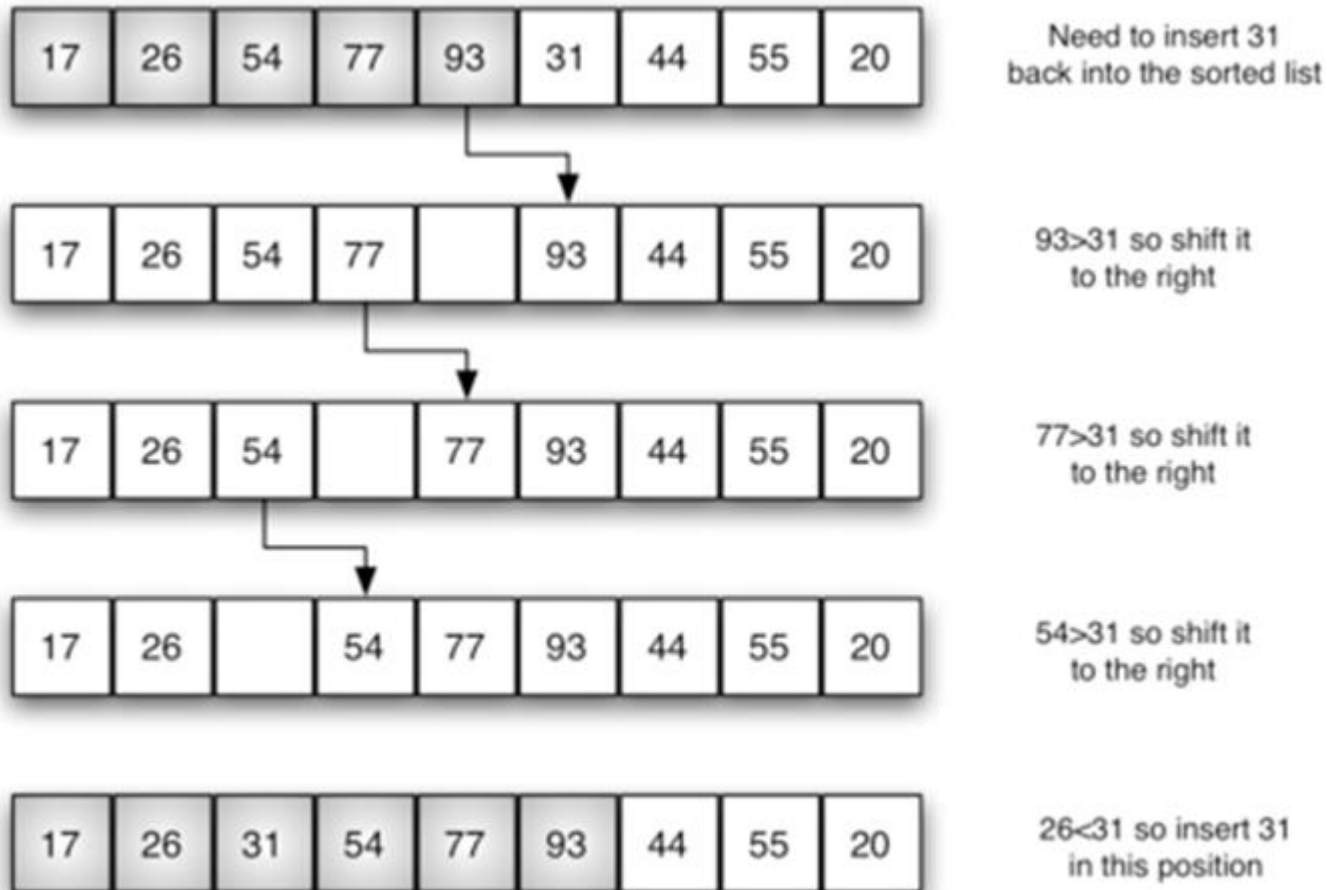 17 26 54 77 93 31 44 55 20
Need to insert 31
back into the sorted list
17 26 54 77 93 44 55 20
93>31 so shift it
to the right
17 26 54 77 93 44 55 20
77>31 so shift it
to the right
17 26 54 77 93 44 55 20
54>31 so shift it
to the right
17 26 31 54 77 93 44 55 20
26<31 so insert 31
in this position